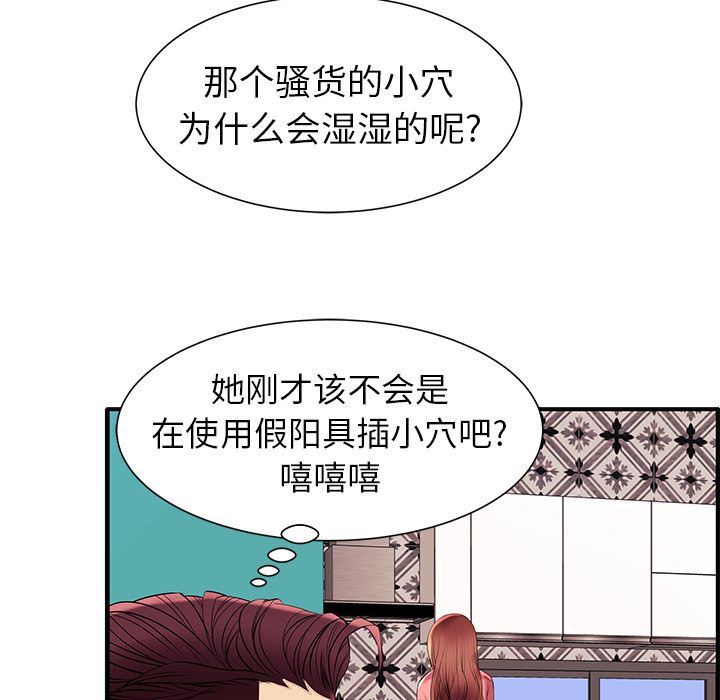 那个骚货的小穴
为什么会湿湿的呢?
她刚才该不会是
在使用假阳具插小穴吧?
嘻嘻嘻